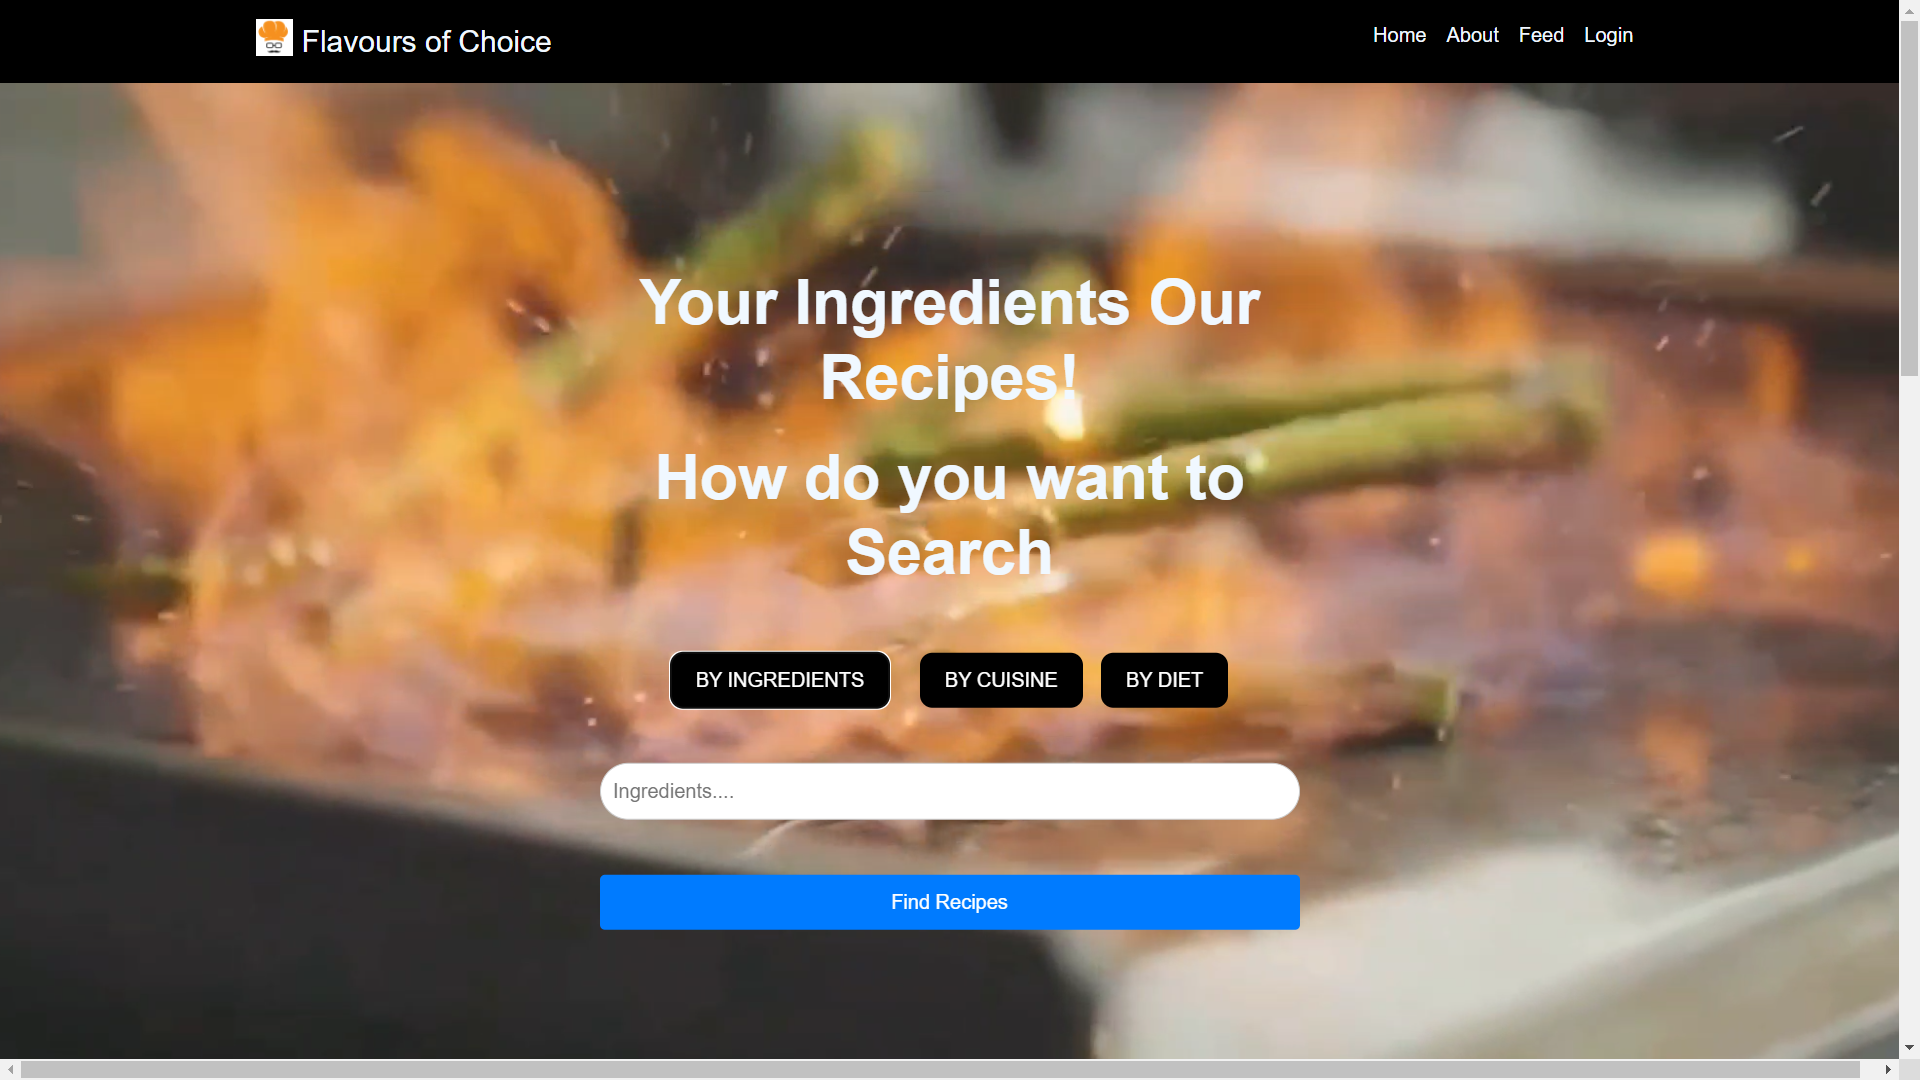 Flavours of Choice
Home About Feed Login
Your Ingredients Our
Recipes!
How do you want to
Search
BY INGREDIENTS BY CUISINE BY DIET
Ingredients....
Find Recipes